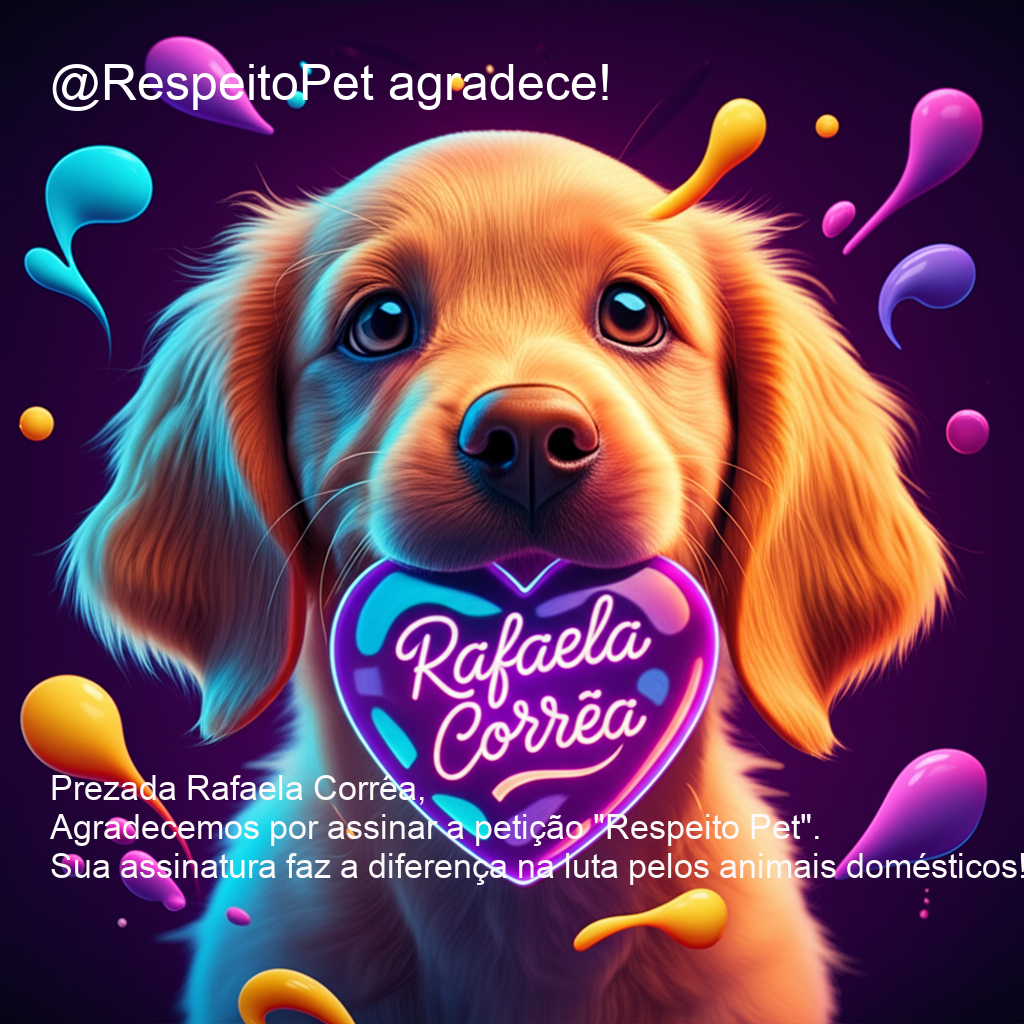 @RespeitoPet agradece!
Rafaela
Corrẽa
Prezada Rafaela Corrêa,
Agradecemos por assinar a petição "Respeito Pet".
Sua assinatura faz a diferença na luta pelos animais domésticos!